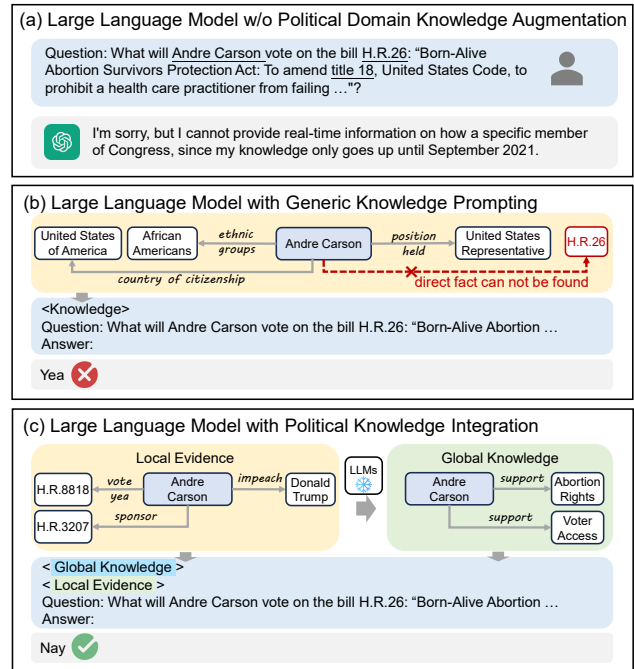 (a) Large Language Model w/o Political Domain Knowledge Augmentation
Question: What will Andre Carson vote on the bill H.R.26: “Born-Alive
Abortion Survivors Protection Act: To amend title 18, United States Code, to
prohibit a health care practitioner from failing …"?
I'm sorry, but I cannot provide real-time information on how a specific member
of Congress, since my knowledge only goes up until September 2021.
(b) Large Language Model with Generic Knowledge Prompting
United States
of America
African
Americans
ethnic
groups
Andre Carson
position
held
United States
Representative
H.R.26
country of citizenship
direct fact can not be found
<Knowledge>
Question: What will Andre Carson vote on the bill H.R.26: “Born-Alive Abortion …
Answer:
Yea
(c) Large Language Model with Political Knowledge Integration
Local Evidence
H.R.8818
vote
yea
Andre
Carson
impeach
Donald
Trump
H.R.3207
sponsor
LLMs
Global Knowledge
Andre
Carson
support
Abortion
Rights
support
Voter
Access
< Global Knowledge >
< Local Evidence >
Question: What will Andre Carson vote on the bill H.R.26: “Born-Alive Abortion …
Answer:
Nay